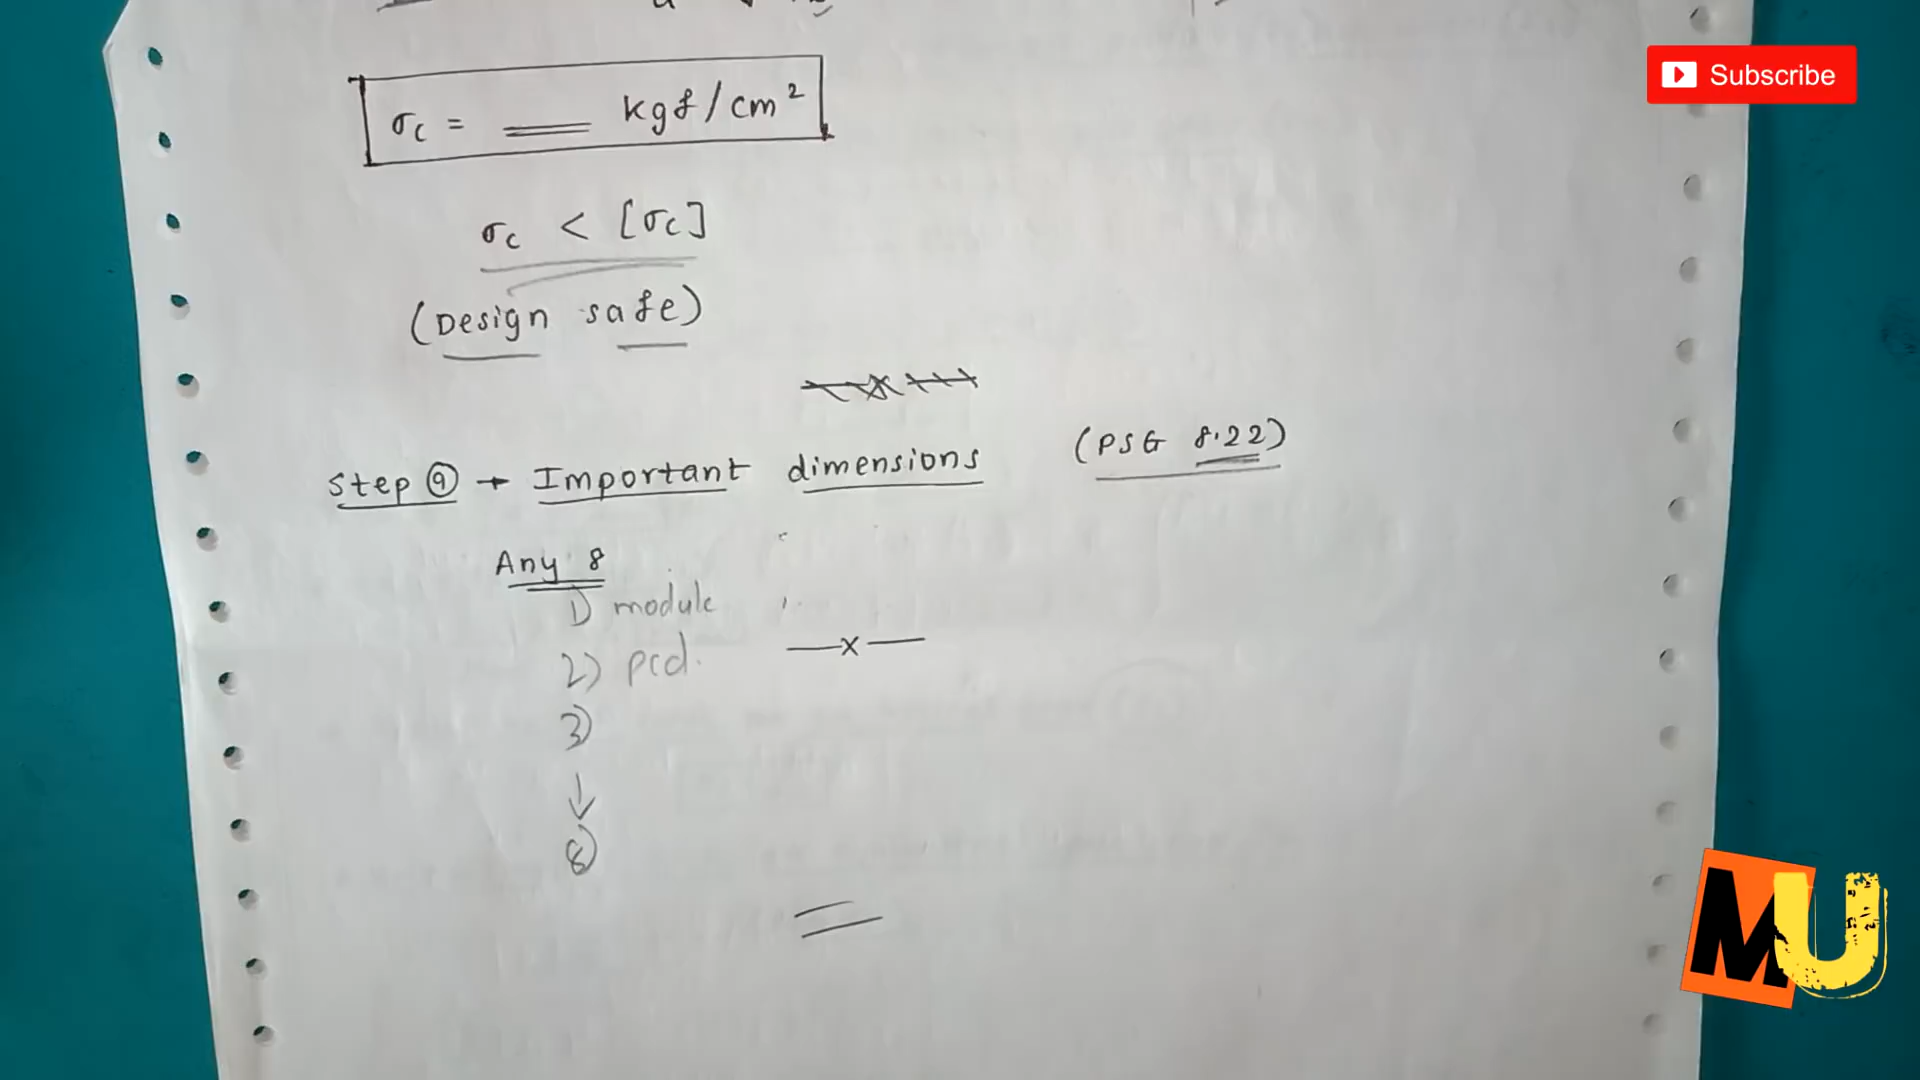 Subscribe
σc = ___ kgf/cm²
σc < [σc]
(Design safe)
Step ⑨ → Important dimensions (PSG 8.22)
Any 8
1) module
2) pcd.
3)
↓
8)
MU